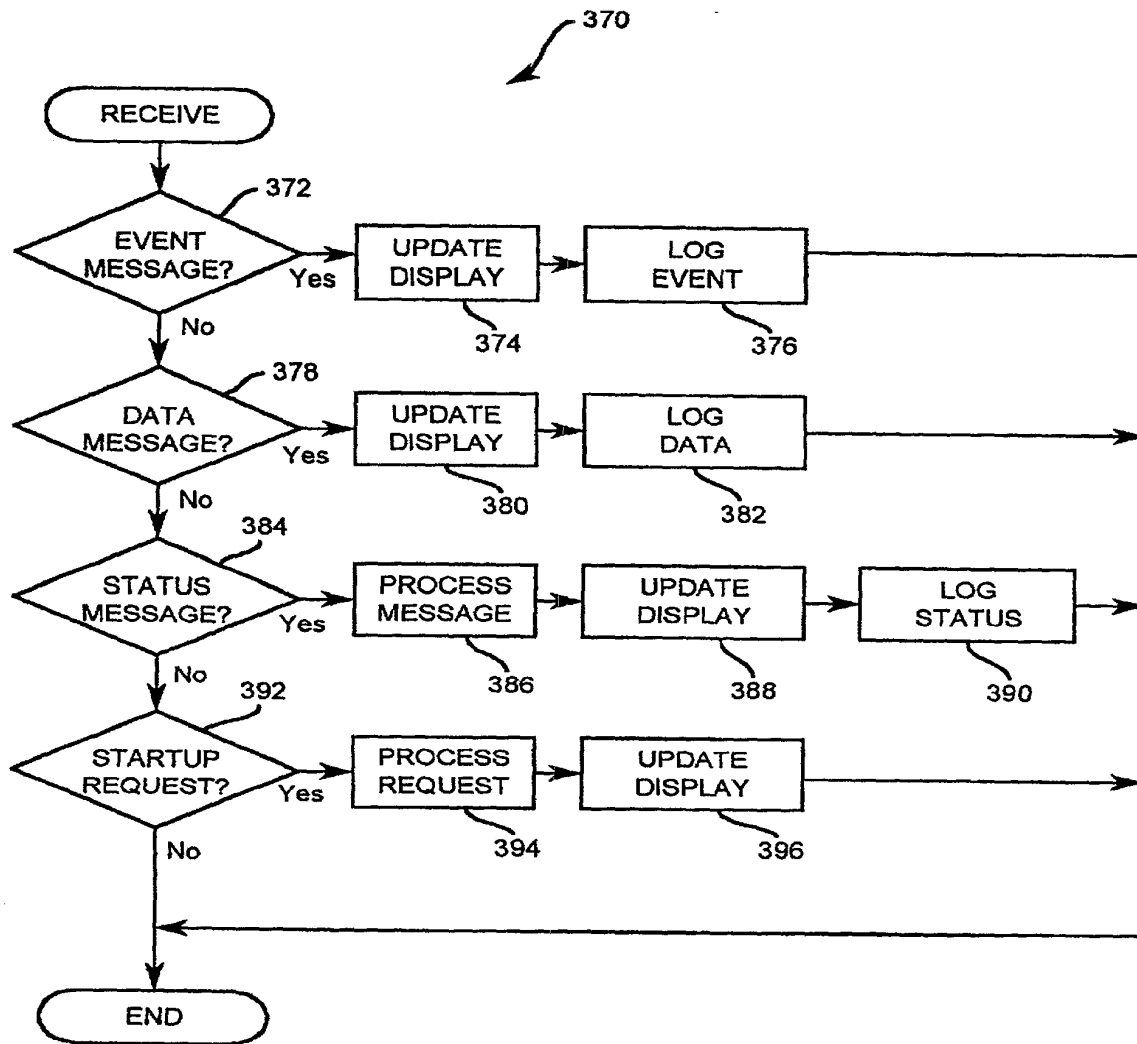 370
RECEIVE
372
EVENT
MESSAGE?
Yes
No
UPDATE
DISPLAY
374
LOG
EVENT
376
378
DATA
MESSAGE?
Yes
No
UPDATE
DISPLAY
380
LOG
DATA
382
384
STATUS
MESSAGE?
Yes
No
PROCESS
MESSAGE
386
UPDATE
DISPLAY
388
LOG
STATUS
390
392
STARTUP
REQUEST?
Yes
No
PROCESS
REQUEST
394
UPDATE
DISPLAY
396
END